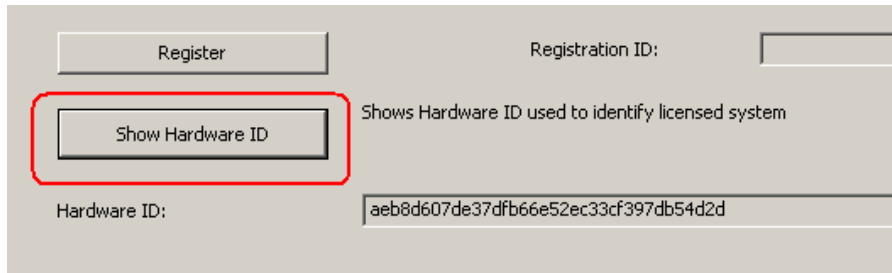 Register
Registration ID:
Show Hardware ID
Shows Hardware ID used to identify licensed system
Hardware ID:
aeb8d607de37dfb66e52ec33cf397db54d2d